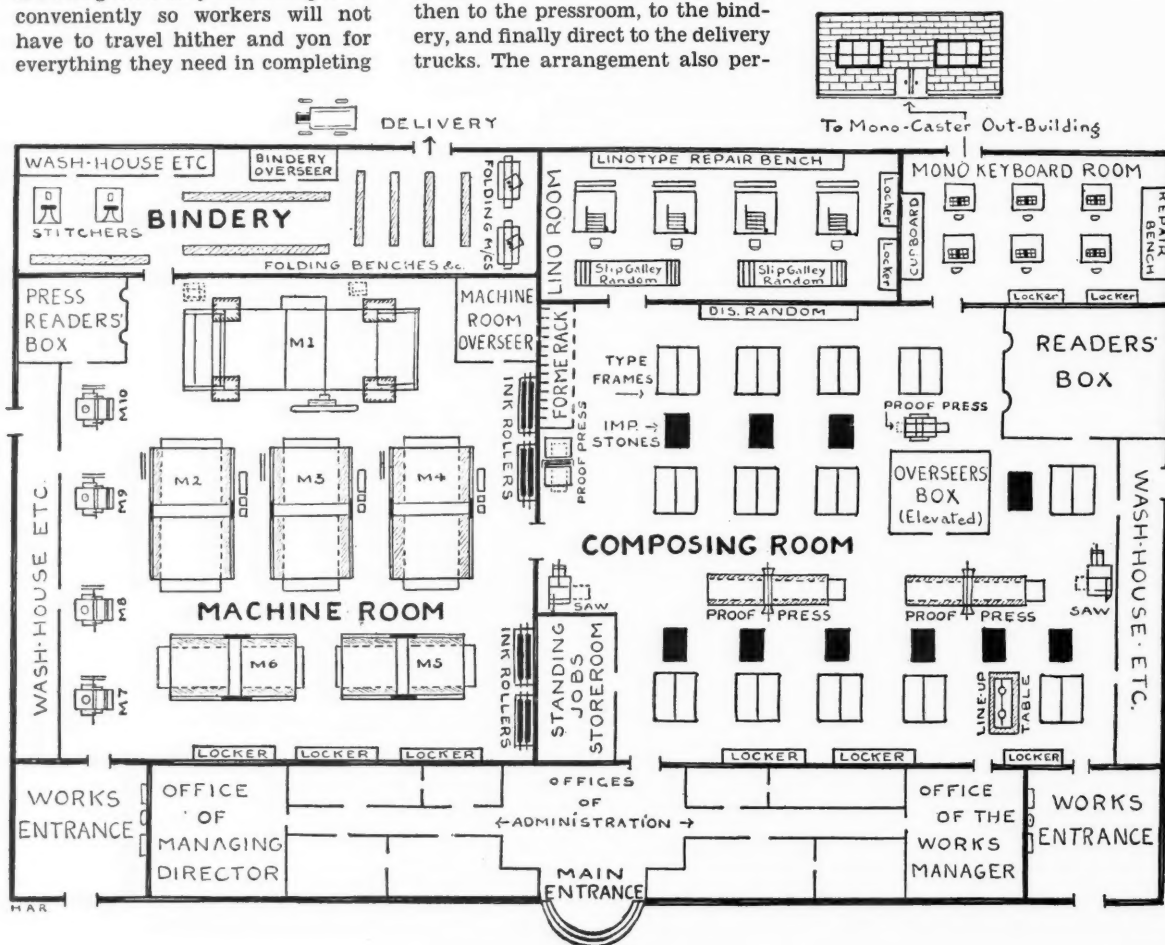 conveniently so workers will not
have to travel hither and yon for
everything they need in completing
then to the pressroom, to the bind-
ery, and finally direct to the delivery
trucks. The arrangement also per-
DELIVERY
To Mono-Caster Out-Building
WASH-HOUSE ETC
BINDERY
OVERSEER
STITCHERS
BINDERY
FOLDING BENCHES &c.
FOLDING M/CS
LINO ROOM
LINOTYPE REPAIR BENCH
Locker
Locker
Slip Galley
Random
Slip Galley
Random
MONO KEYBOARD ROOM
CUPBOARD
REPAIR
BENCH
Locker
Locker
PRESS
READERS'
BOX
M1
MACHINE
ROOM
OVERSEER
FORMERACK
DIS. RANDOM
READERS'
BOX
TYPE
FRAMES
IMP.
STONES
PROOF PRESS
INK ROLLERS
PROOF PRESS
M10
M9
M8
M7
M2
M3
M4
OVERSEERS
BOX
(Elevated)
WASH-HOUSE ETC.
COMPOSING ROOM
WASH-HOUSE-ETC.
MACHINE ROOM
SAW
PROOF PRESS
PROOF PRESS
SAW
M6
M5
INK ROLLERS
STANDING
JOBS
STOREROOM
LINE-UP
TABLE
LOCKER
LOCKER
LOCKER
LOCKER
LOCKER
LOCKER
WORKS
ENTRANCE
OFFICE
OF
MANAGING
DIRECTOR
OFFICES
OF
ADMINISTRATION
MAIN
ENTRANCE
OFFICE
OF THE
WORKS
MANAGER
WORKS
ENTRANCE
HAR